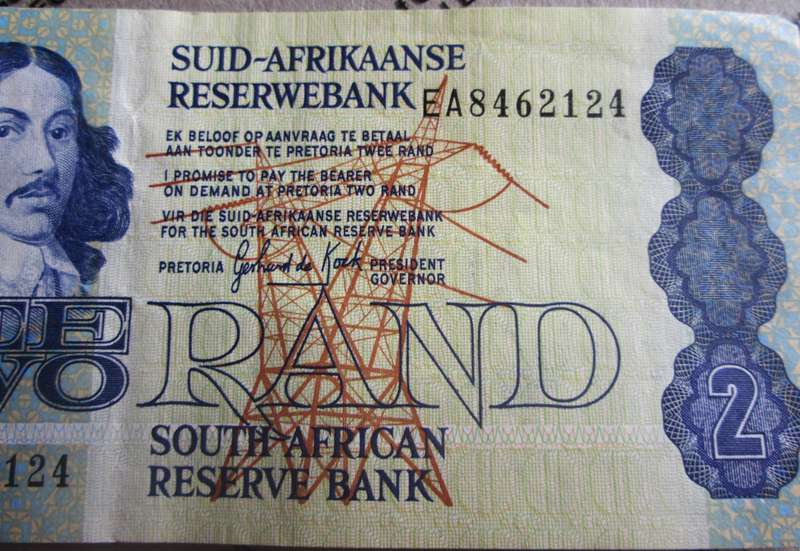 SUID-AFRIKAANSE
RESERWEBANK
EA8462124
EK BELOOF OP AANVRAAG TE BETAAL
AAN TOONDER TE PRETORIA TWEE RAND
I PROMISE TO PAY THE BEARER
ON DEMAND AT PRETORIA TWO RAND
VIR DIE SUID-AFRIKAANSE RESERWEBANK
FOR THE SOUTH AFRICAN RESERVE BANK
PRETORIA Gerhard de Kock PRESIDENT
GOVERNOR
EE
WO
RAND
2
SOUTH AFRICAN
RESERVE BANK
124